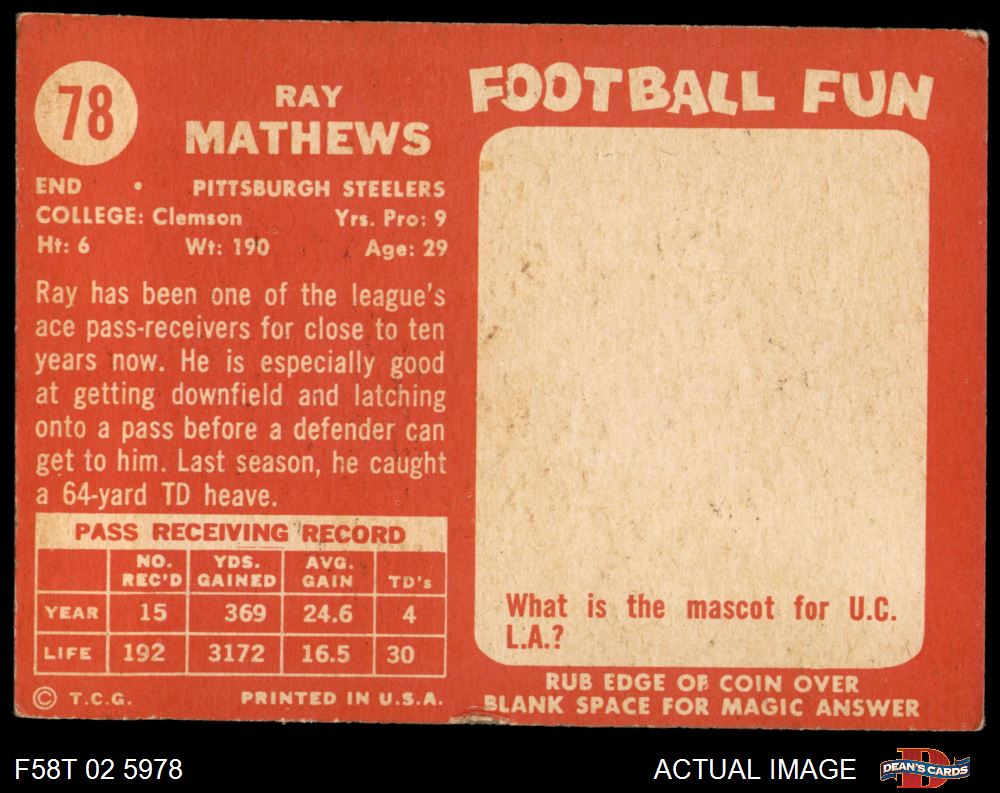 78
RAY
MATHEWS
END • PITTSBURGH STEELERS
COLLEGE: Clemson Yrs. Pro: 9
Ht: 6 Wt: 190 Age: 29
Ray has been one of the league's
ace pass-receivers for close to ten
years now. He is especially good
at getting downfield and latching
onto a pass before a defender can
get to him. Last season, he caught
a 64-yard TD heave.
PASS RECEIVING RECORD
NO. REC'D YDS. GAINED AVG. GAIN TD's
YEAR 15 369 24.6 4
LIFE 192 3172 16.5 30
© T.C.G. PRINTED IN U.S.A.
FOOTBALL FUN
What is the mascot for U.C.
L.A.?
RUB EDGE OF COIN OVER
BLANK SPACE FOR MAGIC ANSWER
F58T 02 5978
ACTUAL IMAGE
D
DEAN'S CARDS